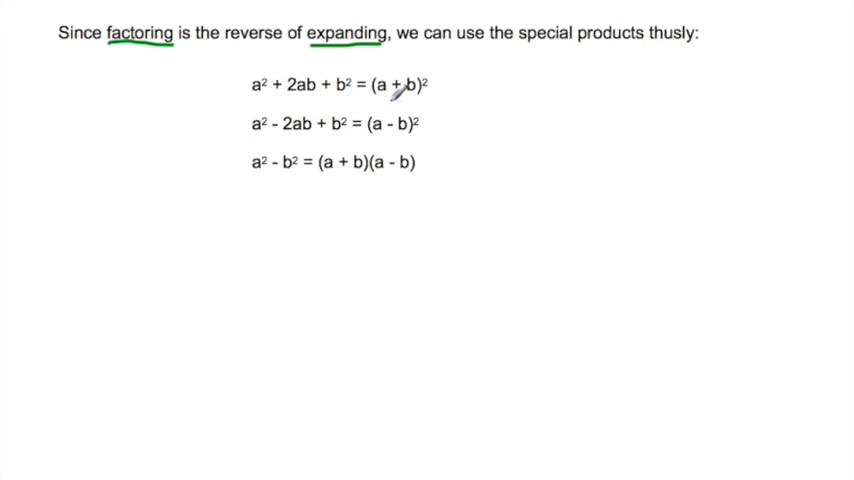 Since factoring is the reverse of expanding, we can use the special products thusly:
a² + 2ab + b² = (a + b)²
a² - 2ab + b² = (a - b)²
a² - b² = (a + b)(a - b)